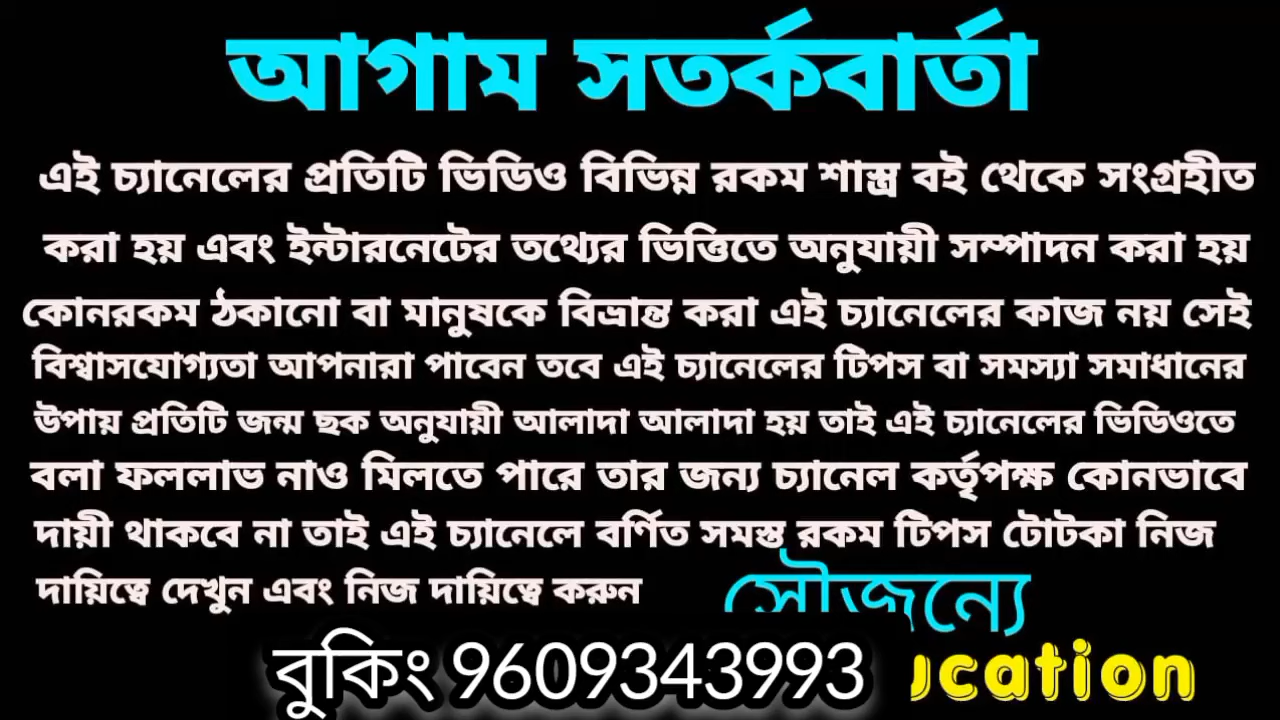 আগাম সতর্কবার্তা
এই চ্যানেলের প্রতিটি ভিডিও বিভিন্ন রকম শাস্ত্র বই থেকে সংগ্রহীত
করা হয় এবং ইন্টারনেটের তথ্যের ভিত্তিতে অনুযায়ী সম্পাদন করা হয়
কোনরকম ঠকানো বা মানুষকে বিভ্রান্ত করা এই চ্যানেলের কাজ নয় সেই
বিশ্বাসযোগ্যতা আপনারা পাবেন তবে এই চ্যানেলের টিপস বা সমস্যা সমাধানের
উপায় প্রতিটি জন্ম ছক অনুযায়ী আলাদা আলাদা হয় তাই এই চ্যানেলের ভিডিওতে
বলা ফললাভ নাও মিলতে পারে তার জন্য চ্যানেল কর্তৃপক্ষ কোনভাবে
দায়ী থাকবে না তাই এই চ্যানেলে বর্ণিত সমস্ত রকম টিপস টোটকা নিজ
দায়িত্বে দেখুন এবং নিজ দায়িত্বে করুন
সৌজন্যে
বুকিং 9609343993